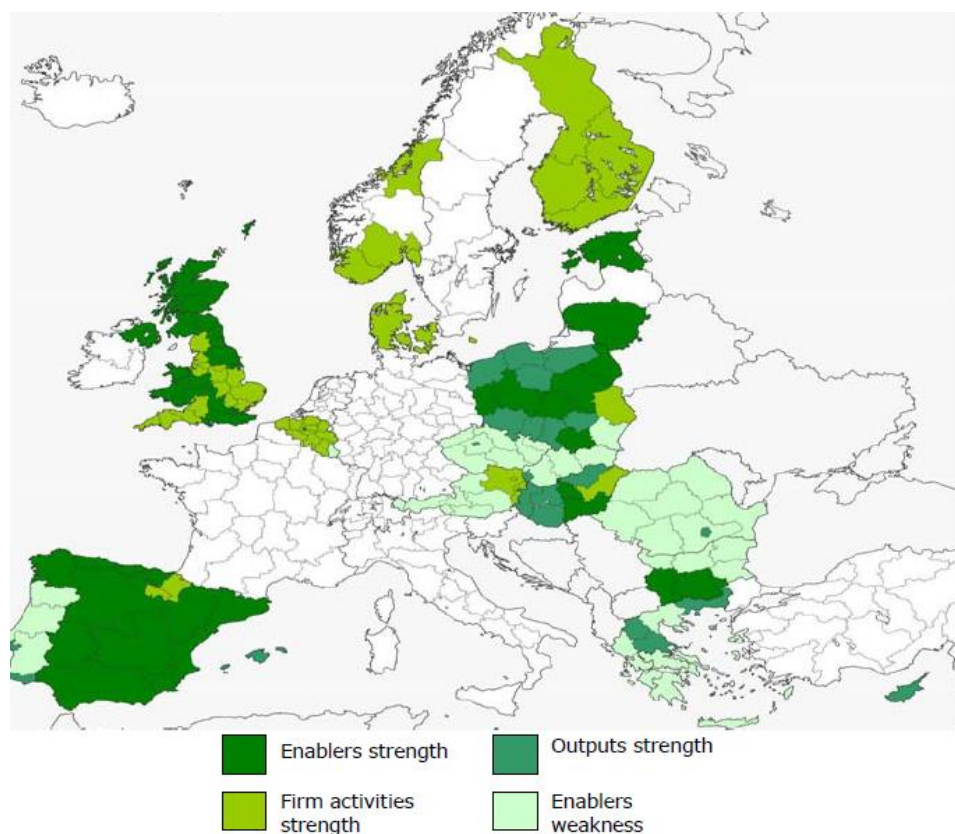 Enablers strength
Outputs strength
Firm activities
strength
Enablers
weakness